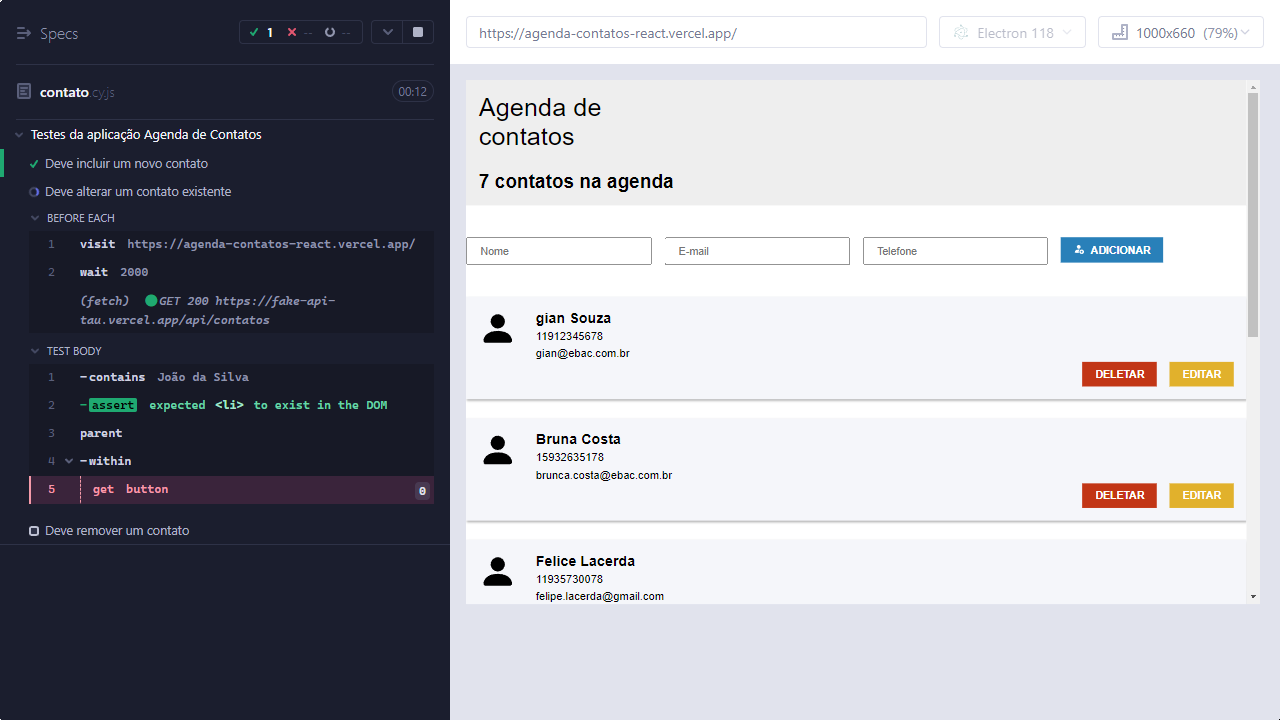 Specs
1
--
--
https://agenda-contatos-react.vercel.app/
Electron 118
1000x660 (79%)
contato.cy.js
00:12
Testes da aplicação Agenda de Contatos
Deve incluir um novo contato
Deve alterar um contato existente
BEFORE EACH
1 visit https://agenda-contatos-react.vercel.app/
2 wait 2000
(fetch) GET 200 https://fake-api-
tau.vercel.app/api/contatos
TEST BODY
1 -contains João da Silva
2 -assert expected <li> to exist in the DOM
3 parent
4 -within
5 get button 0
Deve remover um contato
Agenda de
contatos
7 contatos na agenda
Nome
E-mail
Telefone
ADICIONAR
gian Souza
11912345678
gian@ebac.com.br
DELETAR
EDITAR
Bruna Costa
15932635178
brunca.costa@ebac.com.br
DELETAR
EDITAR
Felice Lacerda
11935730078
felipe.lacerda@gmail.com